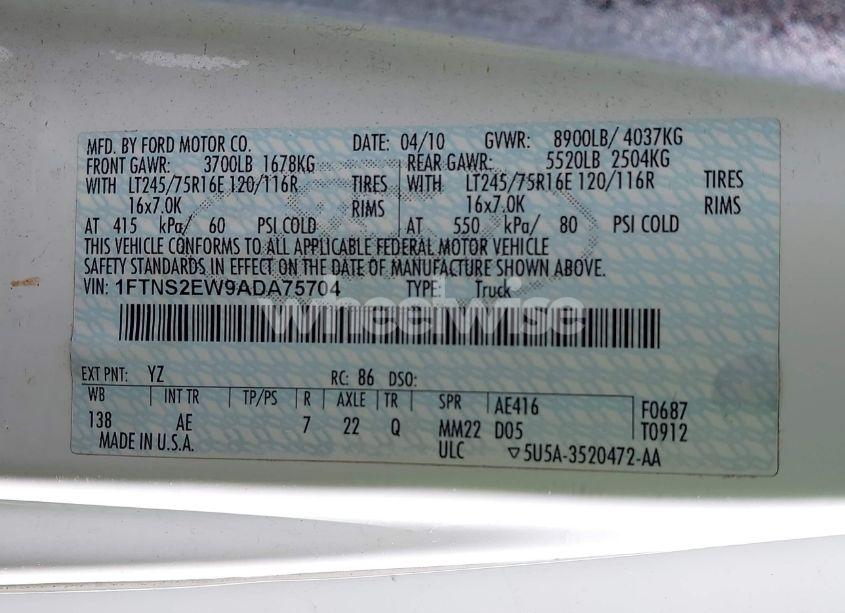 MFD. BY FORD MOTOR CO. DATE: 04/10 GVWR: 8900LB/ 4037KG
FRONT GAWR: 3700LB 1678KG REAR GAWR: 5520LB 2504KG
WITH LT245/75R16E 120/116R TIRES WITH LT245/75R16E 120/116R TIRES
16x7.0K RIMS 16x7.0K RIMS
AT 415 kPa/ 60 PSI COLD AT 550 kPa/ 80 PSI COLD
THIS VEHICLE CONFORMS TO ALL APPLICABLE FEDERAL MOTOR VEHICLE
SAFETY STANDARDS IN EFFECT ON THE DATE OF MANUFACTURE SHOWN ABOVE.
VIN: 1FTNS2EW9ADA75704 TYPE: Truck
wheelwise
EXT PNT: YZ RC: 86 DSO:
WB INT TR TP/PS R AXLE TR SPR AE416 F0687
138 AE 7 22 Q MM22 D05 T0912
MADE IN U.S.A. ULC ▽5U5A-3520472-AA